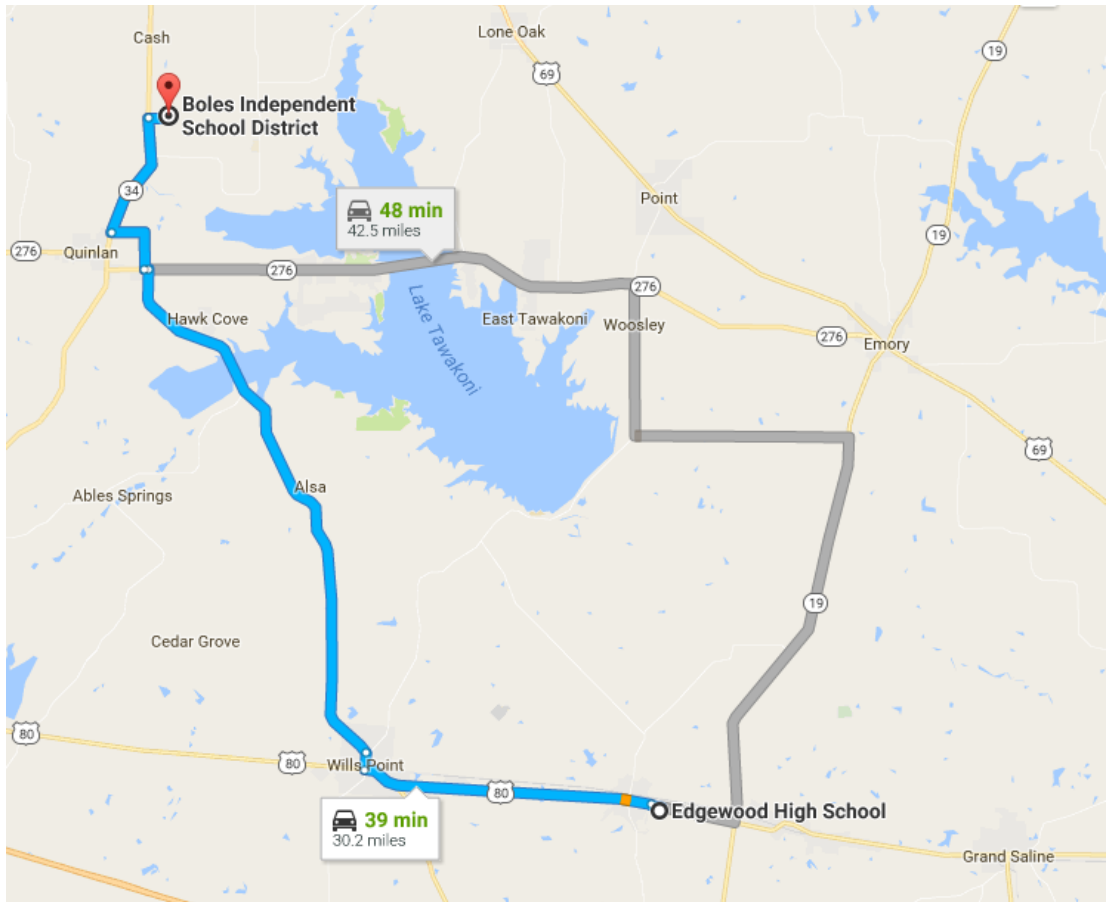 Cash
Lone Oak
69
19
Boles Independent
School District
34
Point
48 min
42.5 miles
276
Quinlan
19
276
276
Lake Tawakoni
Hawk Cove
East Tawakoni
Woosley
276
Emory
69
Ables Springs
Alsa
19
Cedar Grove
80
80
Wills Point
80
39 min
30.2 miles
Edgewood High School
Grand Saline